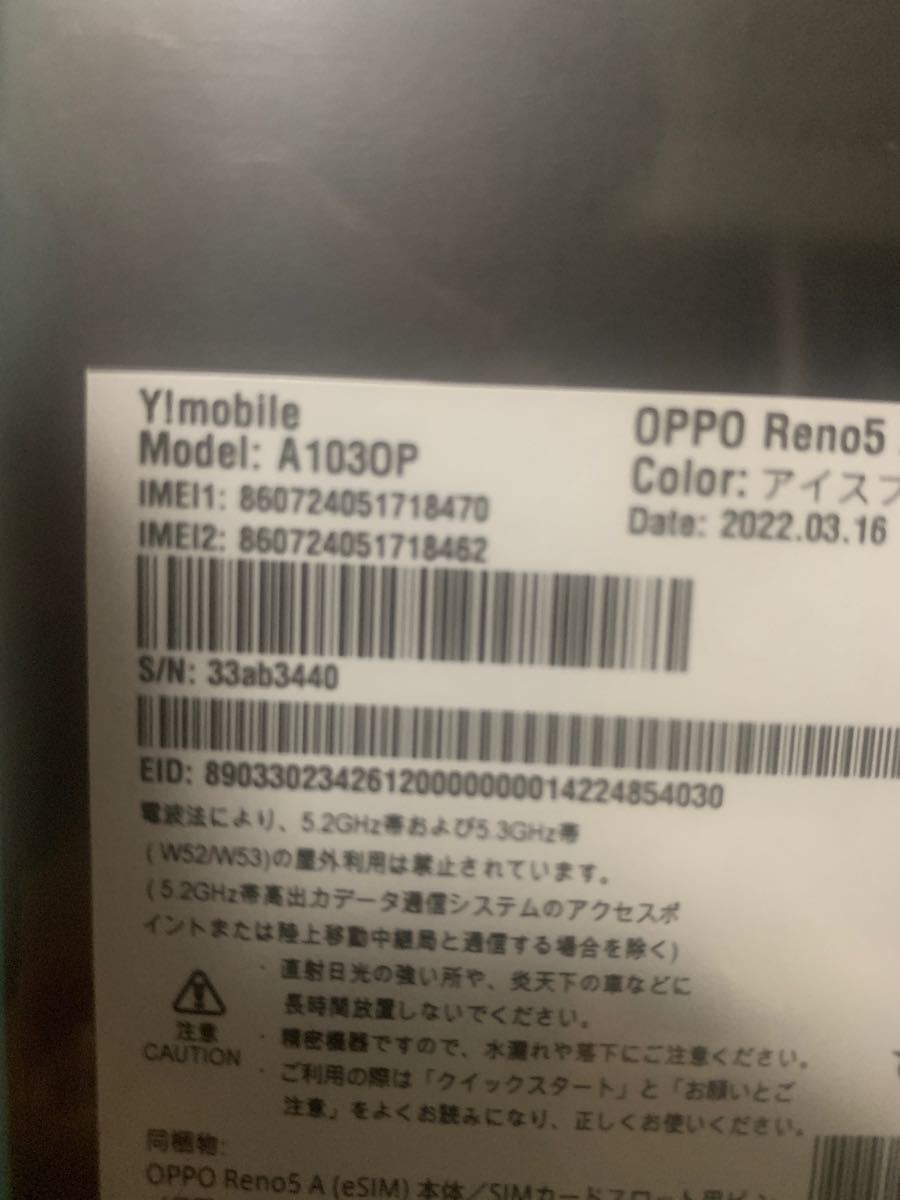 Y!mobile
Model: A103OP
IMEI1: 860724051718470
IMEI2: 860724051718462
OPPO Reno5
Color: アイスブ
Date: 2022.03.16
S/N: 33ab3440
EID: 89033023426120000000014224854030
電波法により、5.2GHz帯および5.3GHz帯
(W52/W53)の屋外利用は禁止されています。
(5.2GHz帯高出力データ通信システムのアクセスポ
イントまたは陸上移動中継局と通信する場合を除く)
注意
CAUTION
・直射日光の強い所や、炎天下の車などに
長時間放置しないでください。
・精密機器ですので、水濡れや落下にご注意ください。
・ご利用の際は「クイックスタート」と「お願いとご
注意」をよくお読みになり、正しくお使いください。
同梱物:
OPPO Reno5 A (eSIM) 本体／SIMカードスロット用